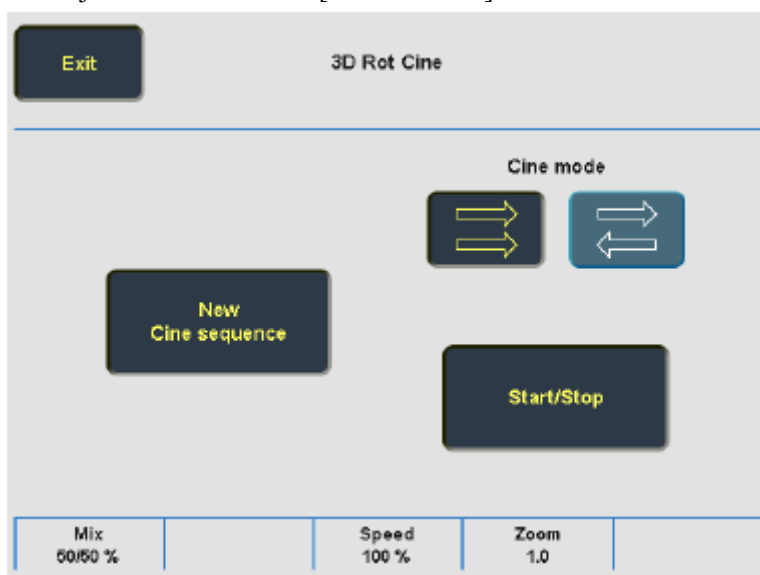 Exit
3D Rot Cine
Cine mode
New
Cine sequence
Start/Stop
Mix
50/50 %
Speed
100 %
Zoom
1.0